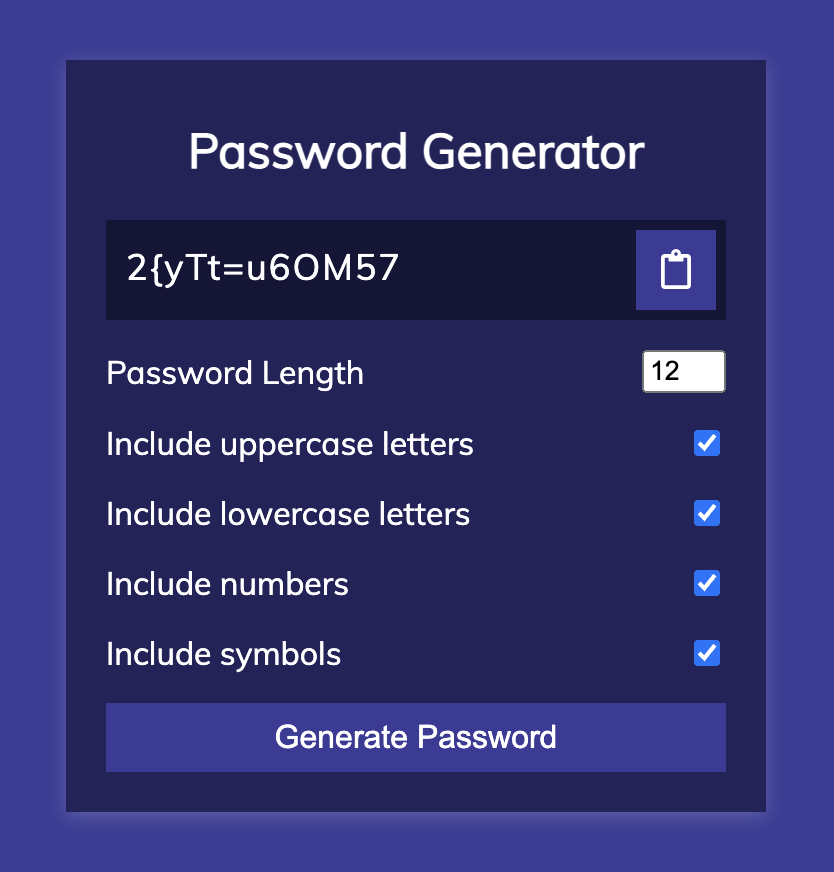 Password Generator
2{yTt=u6OM57
Password Length 12
Include uppercase letters
Include lowercase letters
Include numbers
Include symbols
Generate Password